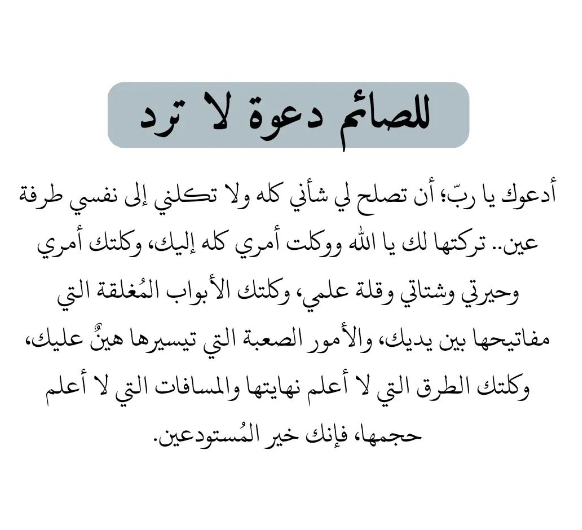 للصائم دعوة لا ترد
أدعوك يا ربّ؛ أن تصلح لي شأني كله ولا تكلني إلى نفسي طرفة
عين.. تركتها لك يا الله ووكلت أمري كله إليك، وكلتك أمري
وحيرتي وشتاتي وقلة علمي، وكلتك الأبواب المُغلقة التي
مفاتيحها بين يديك، والأمور الصعبة التي تيسيرها هينٌ عليك،
وكلتك الطرق التي لا أعلم نهايتها والمسافات التي لا أعلم
حجمها، فإنك خير المُستودعين.